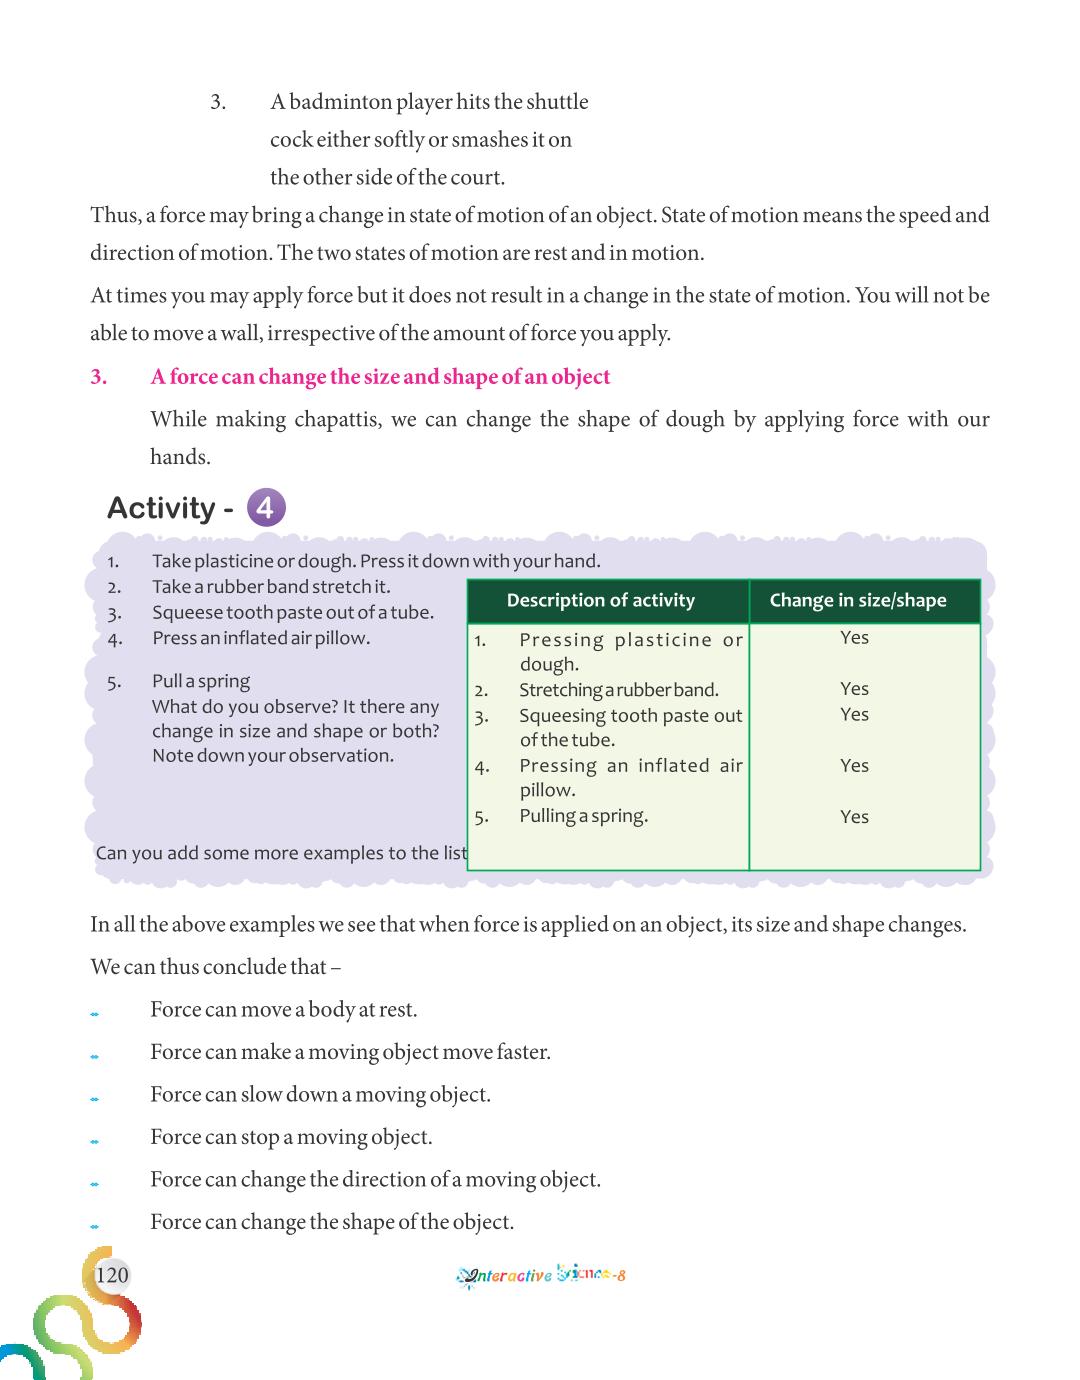 3. A badminton player hits the shuttle
cock either softly or smashes it on
the other side of the court.
Thus, a force may bring a change in state of motion of an object. State of motion means the speed and
direction of motion. The two states of motion are rest and in motion.
At times you may apply force but it does not result in a change in the state of motion. You will not be
able to move a wall, irrespective of the amount of force you apply.
3. A force can change the size and shape of an object
While making chapattis, we can change the shape of dough by applying force with our
hands.
Activity - 4
1. Take plasticine or dough. Press it down with your hand.
2. Take a rubber band stretch it.
3. Squeese tooth paste out of a tube.
4. Press an inflated air pillow.
5. Pull a spring
What do you observe? It there any
change in size and shape or both?
Note down your observation.
Can you add some more examples to the list
Description of activity Change in size/shape
1. Pressing plasticine or Yes
dough.
2. Stretching a rubber band. Yes
3. Squeesing tooth paste out Yes
of the tube.
4. Pressing an inflated air Yes
pillow.
5. Pulling a spring. Yes
In all the above examples we see that when force is applied on an object, its size and shape changes.
We can thus conclude that –
Force can move a body at rest.
Force can make a moving object move faster.
Force can slow down a moving object.
Force can stop a moving object.
Force can change the direction of a moving object.
Force can change the shape of the object.
120
Interactive Science-8